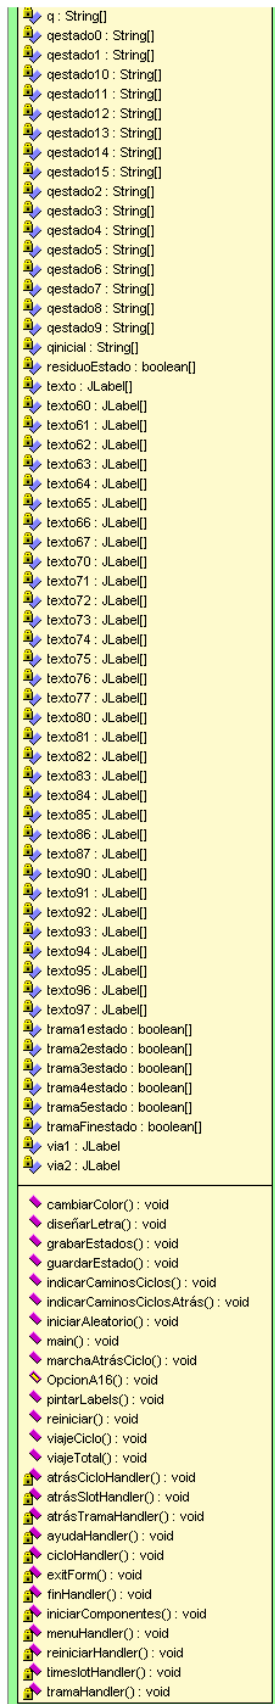 q : String[]
qestado0 : String[]
qestado1 : String[]
qestado10 : String[]
qestado11 : String[]
qestado12 : String[]
qestado13 : String[]
qestado14 : String[]
qestado15 : String[]
qestado2 : String[]
qestado3 : String[]
qestado4 : String[]
qestado5 : String[]
qestado6 : String[]
qestado7 : String[]
qestado8 : String[]
qestado9 : String[]
qinicial : String[]
residuoEstado : boolean[]
texto : JLabel[]
texto60 : JLabel[]
texto61 : JLabel[]
texto62 : JLabel[]
texto63 : JLabel[]
texto64 : JLabel[]
texto65 : JLabel[]
texto66 : JLabel[]
texto67 : JLabel[]
texto70 : JLabel[]
texto71 : JLabel[]
texto72 : JLabel[]
texto73 : JLabel[]
texto74 : JLabel[]
texto75 : JLabel[]
texto76 : JLabel[]
texto77 : JLabel[]
texto80 : JLabel[]
texto81 : JLabel[]
texto82 : JLabel[]
texto83 : JLabel[]
texto84 : JLabel[]
texto85 : JLabel[]
texto86 : JLabel[]
texto87 : JLabel[]
texto90 : JLabel[]
texto91 : JLabel[]
texto92 : JLabel[]
texto93 : JLabel[]
texto94 : JLabel[]
texto95 : JLabel[]
texto96 : JLabel[]
texto97 : JLabel[]
trama1estado : boolean[]
trama2estado : boolean[]
trama3estado : boolean[]
trama4estado : boolean[]
trama5estado : boolean[]
tramaFinestado : boolean[]
via1 : JLabel
via2 : JLabel
cambiarColor() : void
diseñarLetra() : void
grabarEstados() : void
guardarEstado() : void
indicarCaminosCiclos() : void
indicarCaminosCiclosAtrás() : void
iniciarAleatorio() : void
main() : void
marchaAtrásCiclo() : void
OpcionA16() : void
pintarLabels() : void
reiniciar() : void
viajeCiclo() : void
viajeTotal() : void
atrásCicloHandler() : void
atrásSlotHandler() : void
atrásTramaHandler() : void
ayudaHandler() : void
cicloHandler() : void
exitForm() : void
finHandler() : void
iniciarComponentes() : void
menuHandler() : void
reiniciarHandler() : void
timeslotHandler() : void
tramaHandler() : void